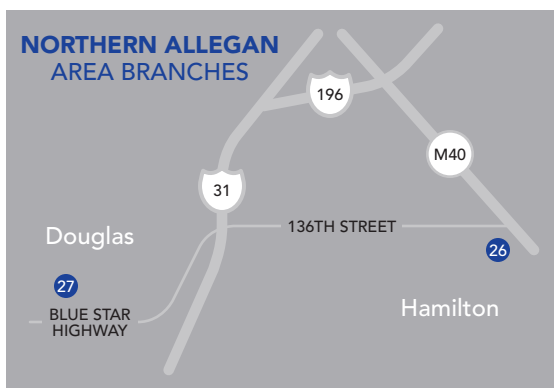 NORTHERN ALLEGAN
AREA BRANCHES
196
M40
31
136TH STREET
Douglas
26
27
BLUE STAR
HIGHWAY
Hamilton